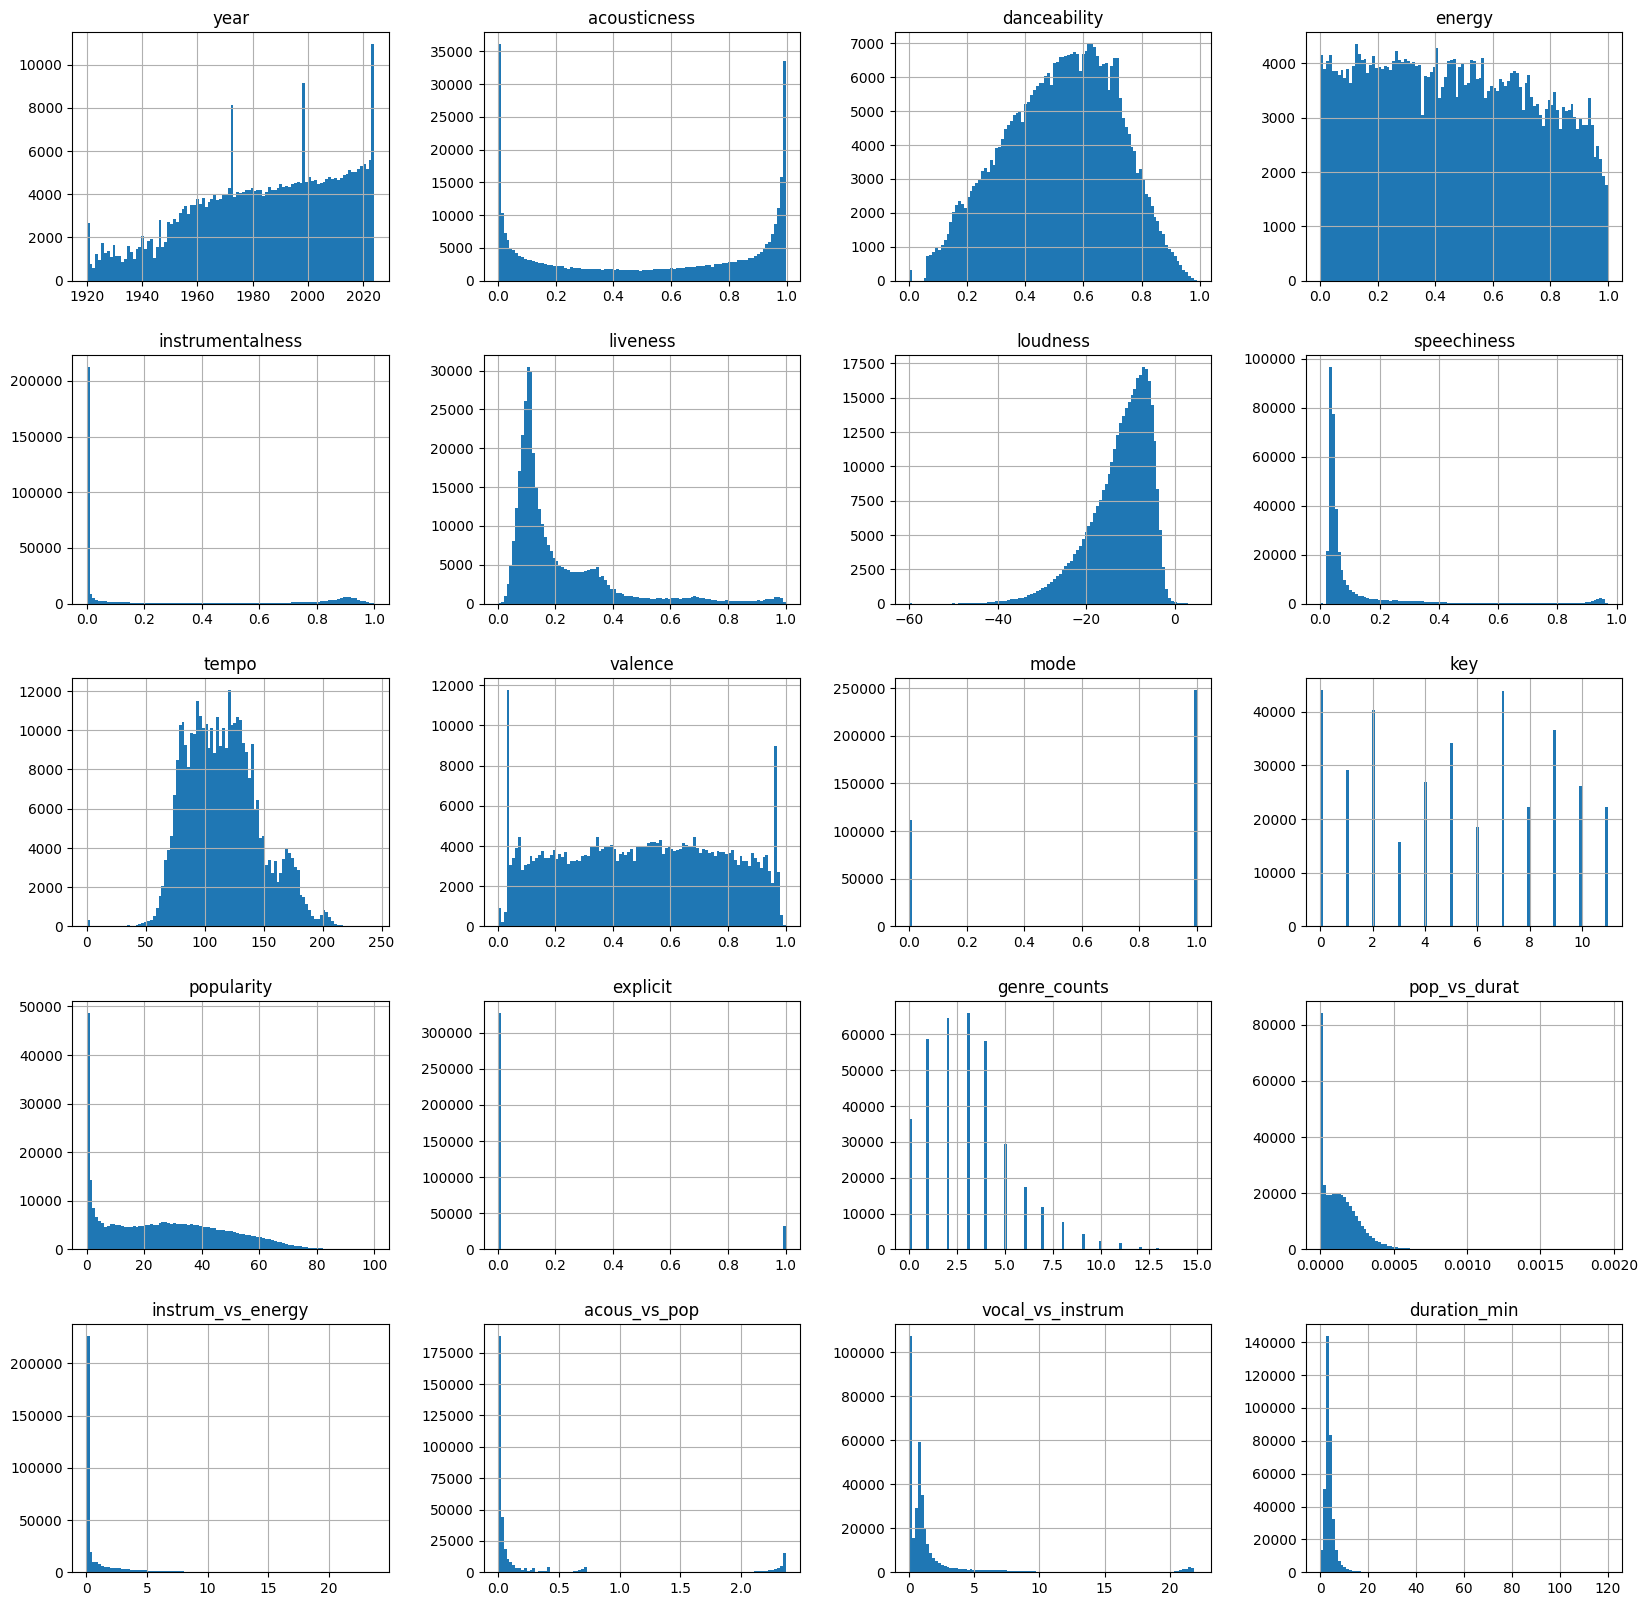 year acousticness danceability energy
10000 8000 6000 4000 2000 0
1920 1940 1960 1980 2000 2020
35000 30000 25000 20000 15000 10000 5000 0
0.0 0.2 0.4 0.6 0.8 1.0
7000 6000 5000 4000 3000 2000 1000 0
0.0 0.2 0.4 0.6 0.8 1.0
4000 3000 2000 1000 0
0.0 0.2 0.4 0.6 0.8 1.0
instrumentalness liveness loudness speechiness
200000 150000 100000 50000 0
0.0 0.2 0.4 0.6 0.8 1.0
30000 25000 20000 15000 10000 5000 0
0.0 0.2 0.4 0.6 0.8 1.0
17500 15000 12500 10000 7500 5000 2500 0
−60 −40 −20 0
100000 80000 60000 40000 20000 0
0.0 0.2 0.4 0.6 0.8 1.0
tempo valence mode key
12000 10000 8000 6000 4000 2000 0
0 50 100 150 200 250
12000 10000 8000 6000 4000 2000 0
0.0 0.2 0.4 0.6 0.8 1.0
250000 200000 150000 100000 50000 0
0.0 0.2 0.4 0.6 0.8 1.0
40000 30000 20000 10000 0
0 2 4 6 8 10
popularity explicit genre_counts pop_vs_durat
50000 40000 30000 20000 10000 0
0 20 40 60 80 100
300000 250000 200000 150000 100000 50000 0
0.0 0.2 0.4 0.6 0.8 1.0
60000 50000 40000 30000 20000 10000 0
0.0 2.5 5.0 7.5 10.0 12.5 15.0
80000 60000 40000 20000 0
0.0000 0.0005 0.0010 0.0015 0.0020
instrum_vs_energy acous_vs_pop vocal_vs_instrum duration_min
200000 150000 100000 50000 0
0 5 10 15 20
175000 150000 125000 100000 75000 50000 25000 0
0.0 0.5 1.0 1.5 2.0
100000 80000 60000 40000 20000 0
0 5 10 15 20
140000 120000 100000 80000 60000 40000 20000 0
0 20 40 60 80 100 120